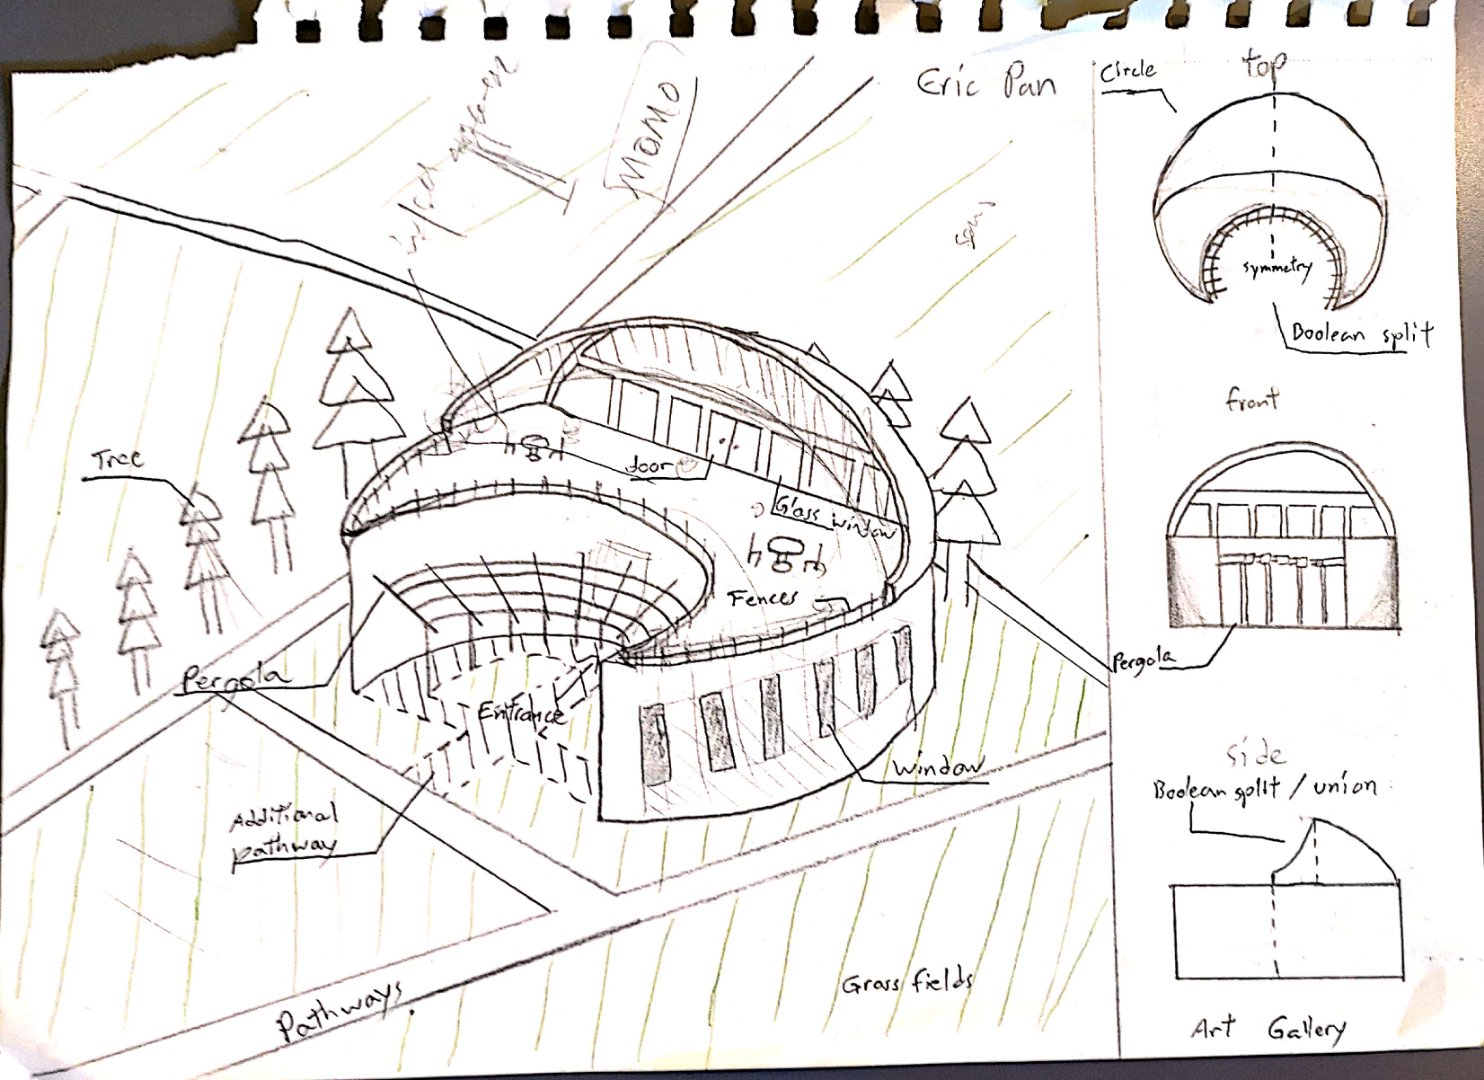 MOMO
Eric Pan
Tree
door
Glass window
Fences
Pergola
Entrance
window
Additional
pathway
Pathways
Grass fields
Circle
top
symmetry
Boolean split
front
Pergola
side
Boolean split / union
Art Gallery